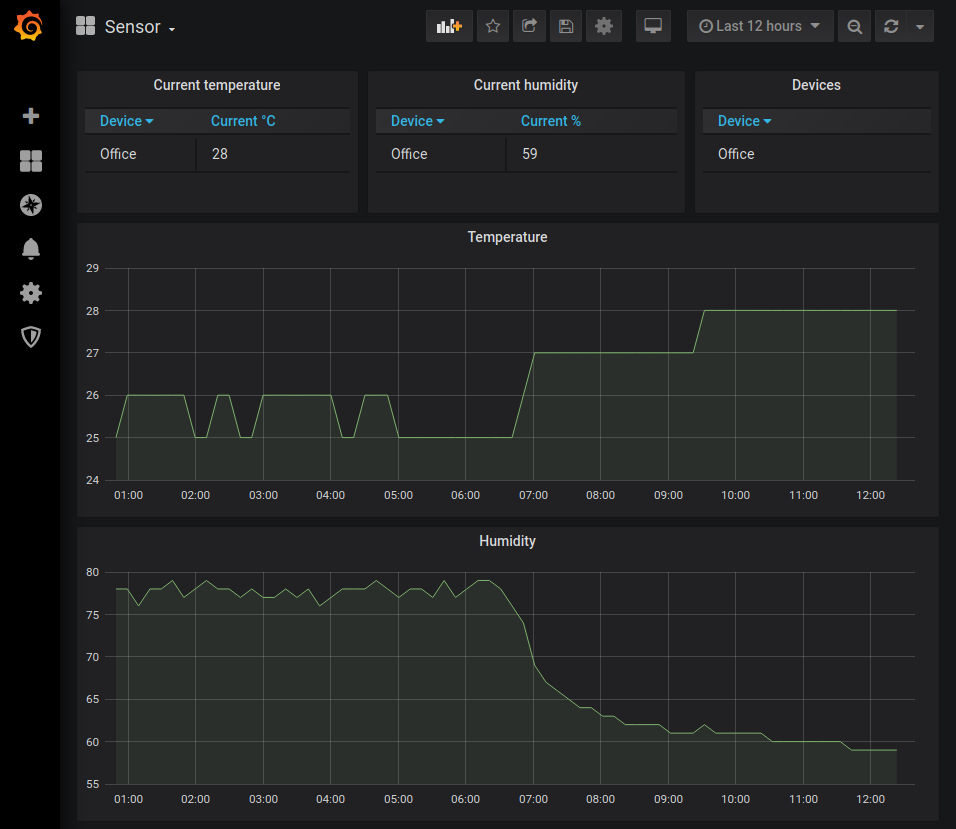 Sensor
Last 12 hours
Current temperature
Device Current °C
Office 28
Current humidity
Device Current %
Office 59
Devices
Device
Office
Temperature
29
28
27
26
25
24
01:00 02:00 03:00 04:00 05:00 06:00 07:00 08:00 09:00 10:00 11:00 12:00
Humidity
80
75
70
65
60
55
01:00 02:00 03:00 04:00 05:00 06:00 07:00 08:00 09:00 10:00 11:00 12:00